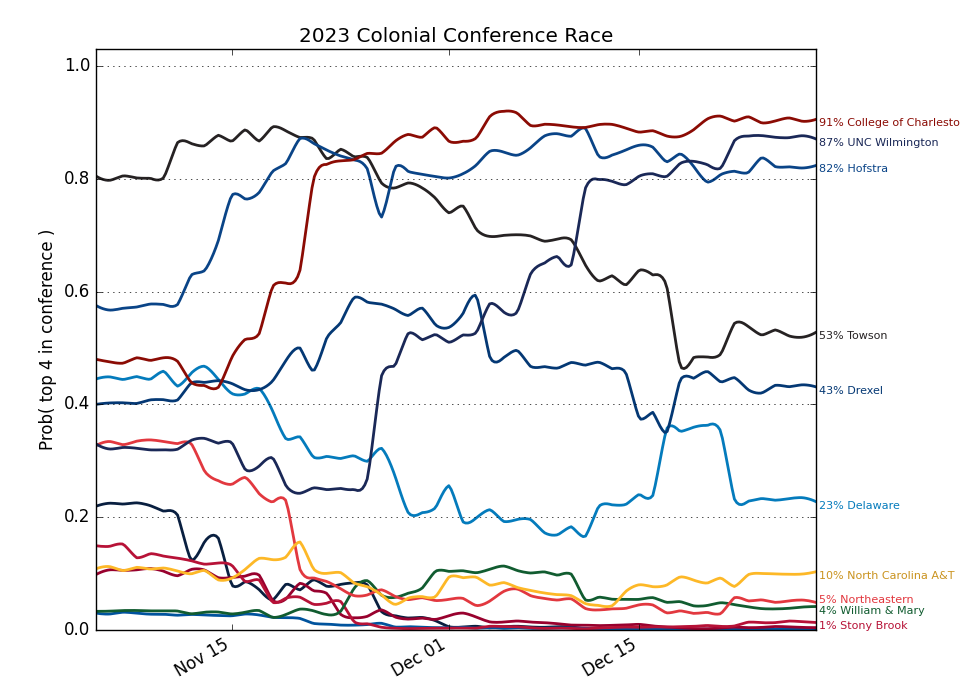 2023 Colonial Conference Race
Prob( top 4 in conference )
1.0
0.8
0.6
0.4
0.2
0.0
Nov 15
Dec 01
Dec 15
91% College of Charlesto
87% UNC Wilmington
82% Hofstra
53% Towson
43% Drexel
23% Delaware
10% North Carolina A&T
5% Northeastern
4% William & Mary
1% Stony Brook